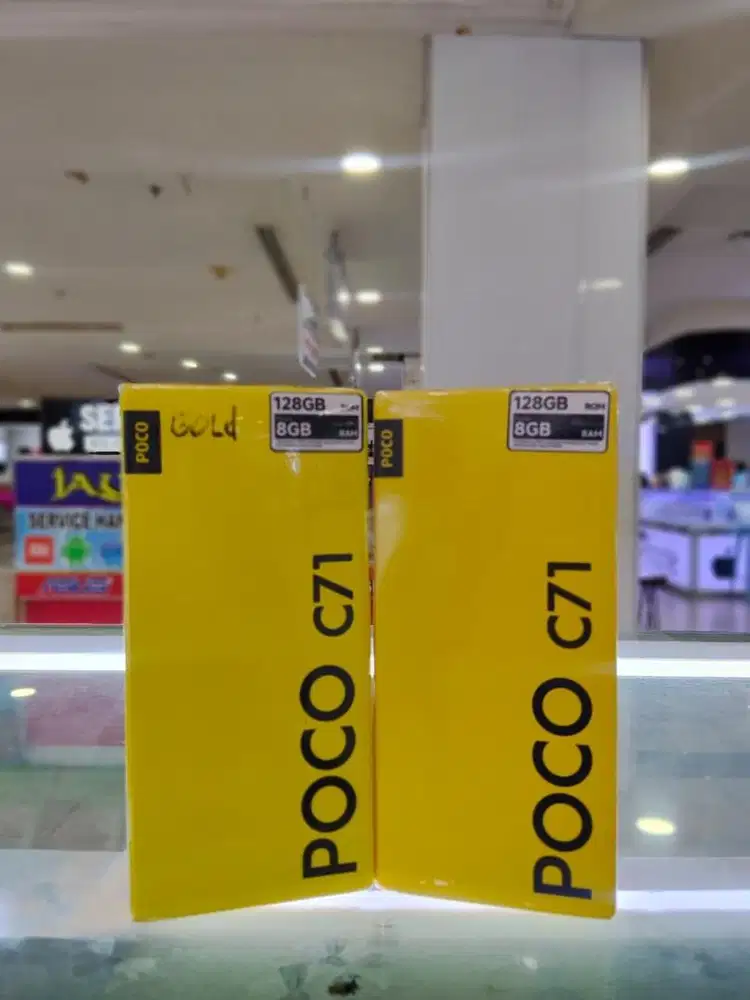 POCO
GOLd
128GB
8GB
RAM
POCO C71
POCO
128GB ROM
8GB
RAM
POCO C71
SERVICE